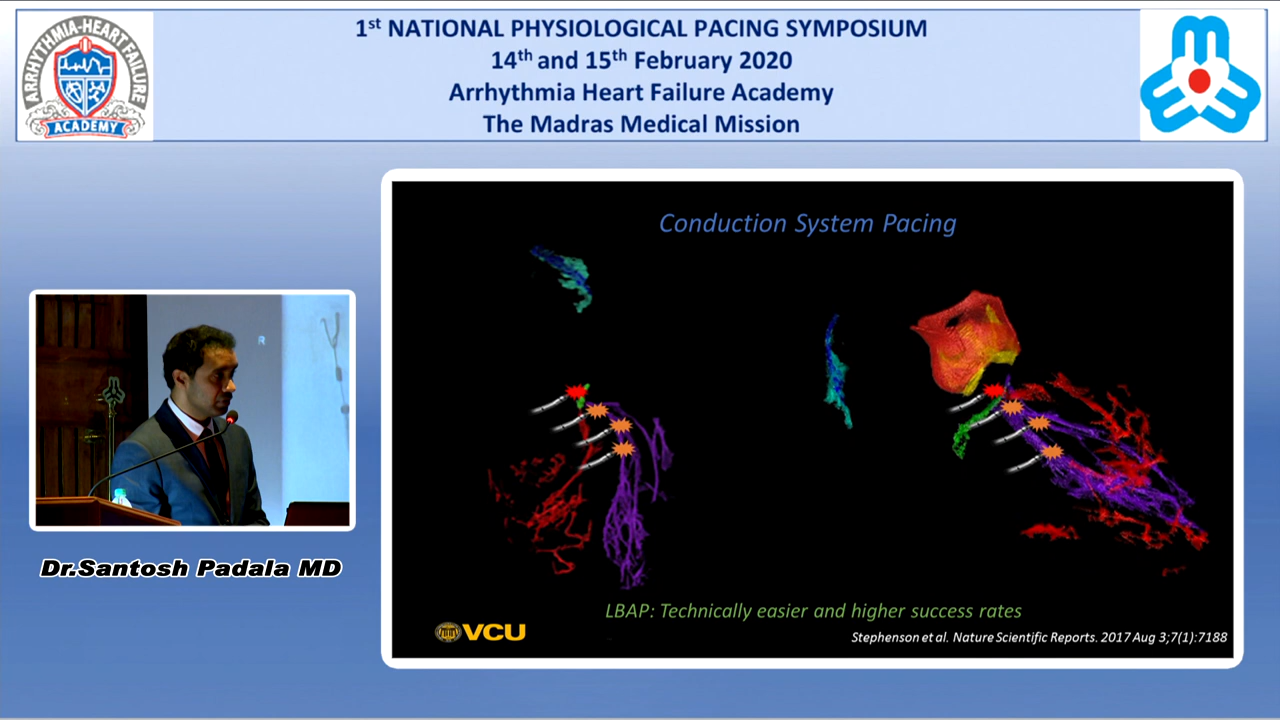 1st NATIONAL PHYSIOLOGICAL PACING SYMPOSIUM
14th and 15th February 2020
Arrhythmia Heart Failure Academy
The Madras Medical Mission
ARRHYTHMIA-HEART FAILURE
ACADEMY
Conduction System Pacing
R
Dr.Santosh Padala MD
LBAP: Technically easier and higher success rates
VCU
Stephenson et al. Nature Scientific Reports. 2017 Aug 3;7(1):7188